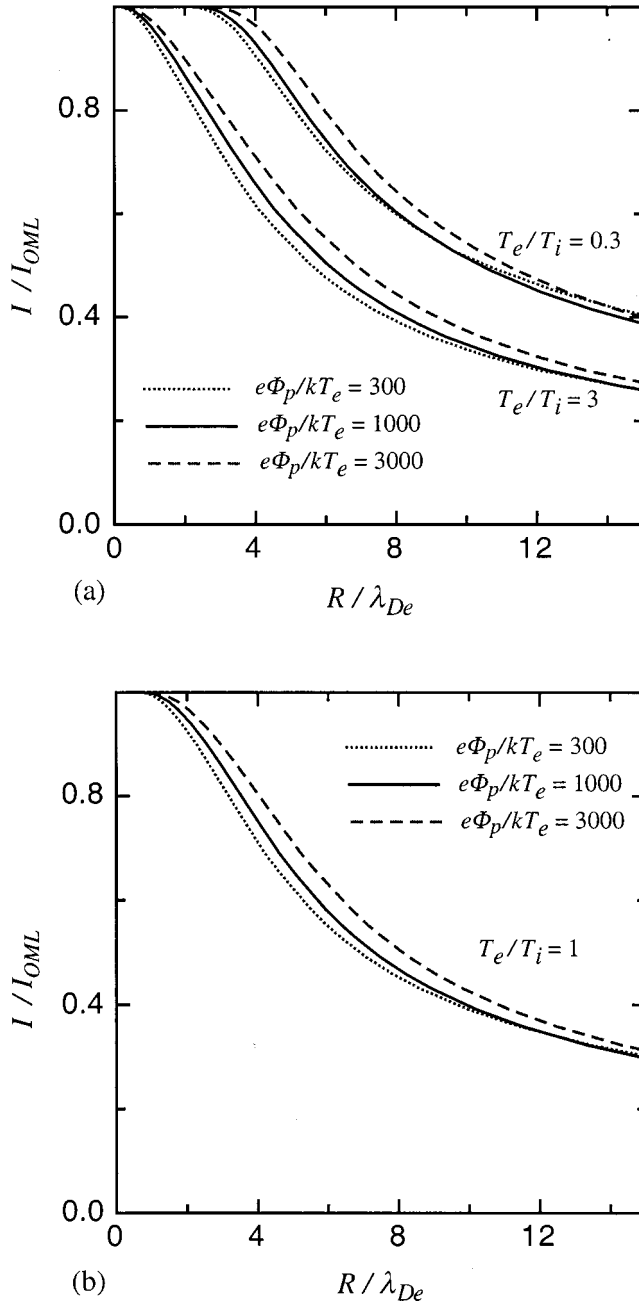 0.8
0.4
0.0
I / I_OML
T_e/T_i = 0.3
T_e/T_i = 3
eΦ_p/kT_e = 300
eΦ_p/kT_e = 1000
eΦ_p/kT_e = 3000
0 4 8 12
(a)
R / λ_De
0.8
0.4
0.0
I / I_OML
eΦ_p/kT_e = 300
eΦ_p/kT_e = 1000
eΦ_p/kT_e = 3000
T_e/T_i = 1
0 4 8 12
(b)
R / λ_De